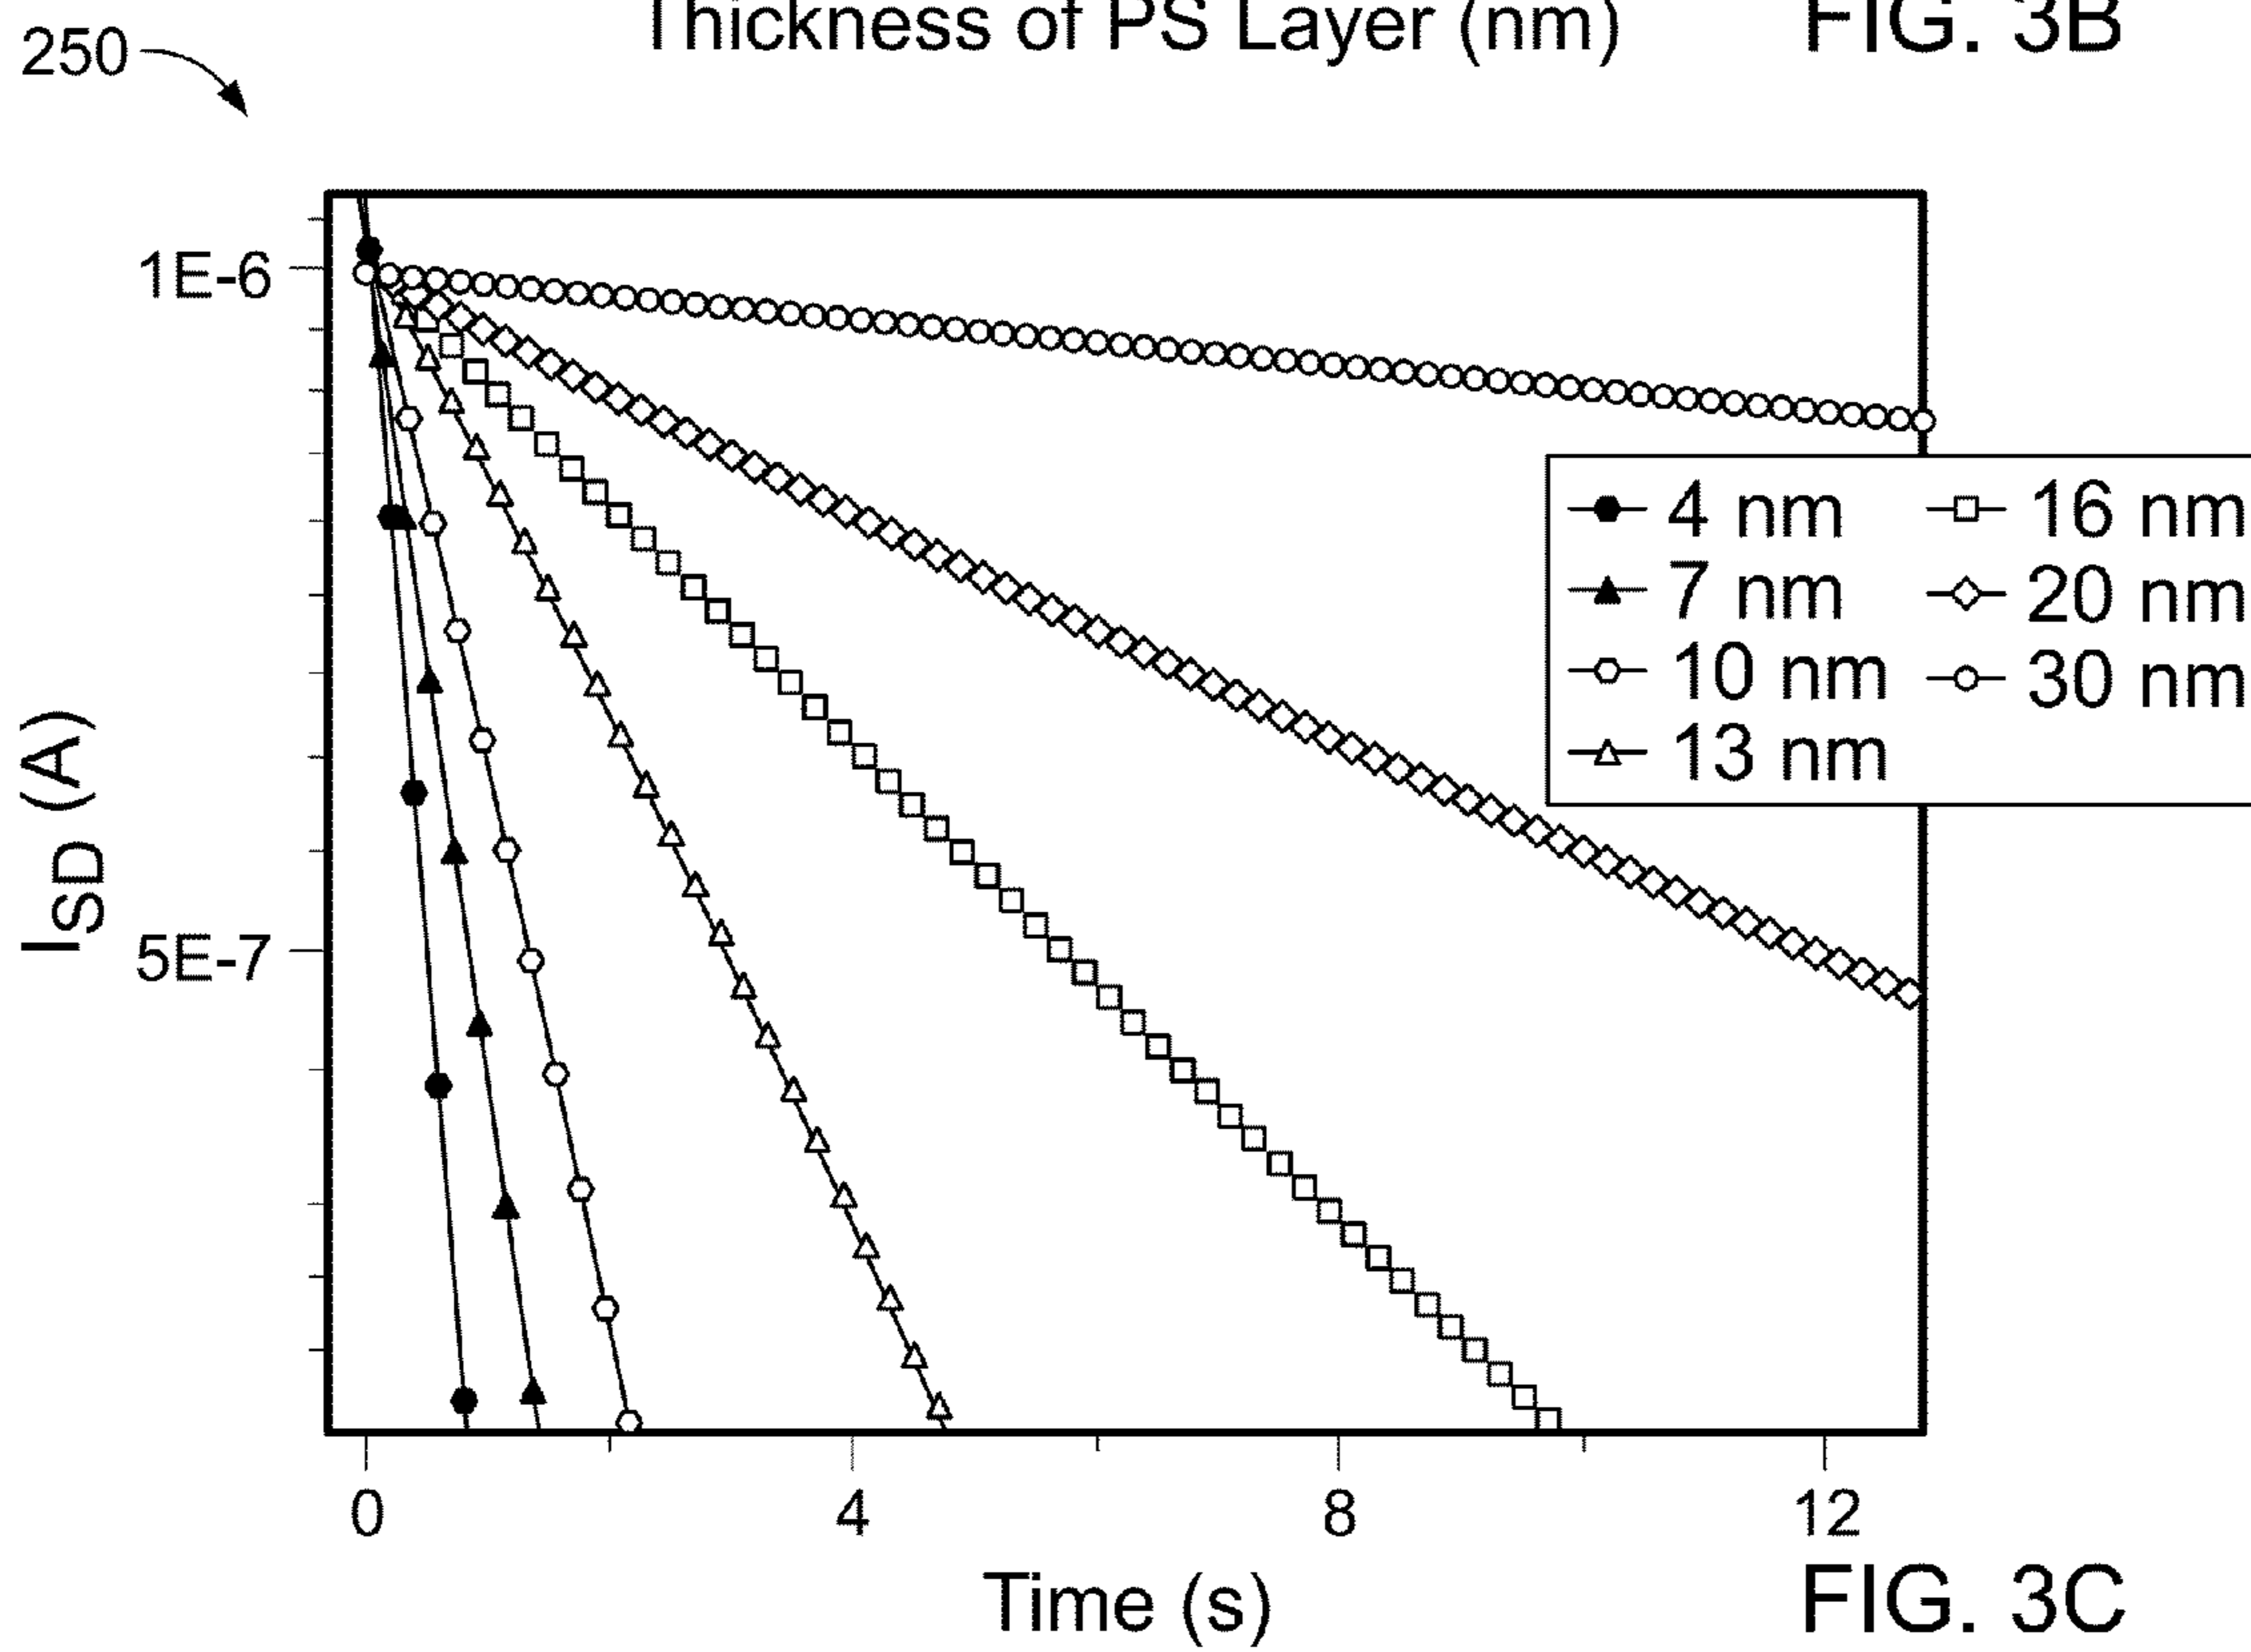 Thickness of PS Layer (nm) FIG. 3B
250
1E-6
5E-7
I_SD (A)
4 nm
7 nm
10 nm
13 nm
16 nm
20 nm
30 nm
0 4 8 12
Time (s)
FIG. 3C